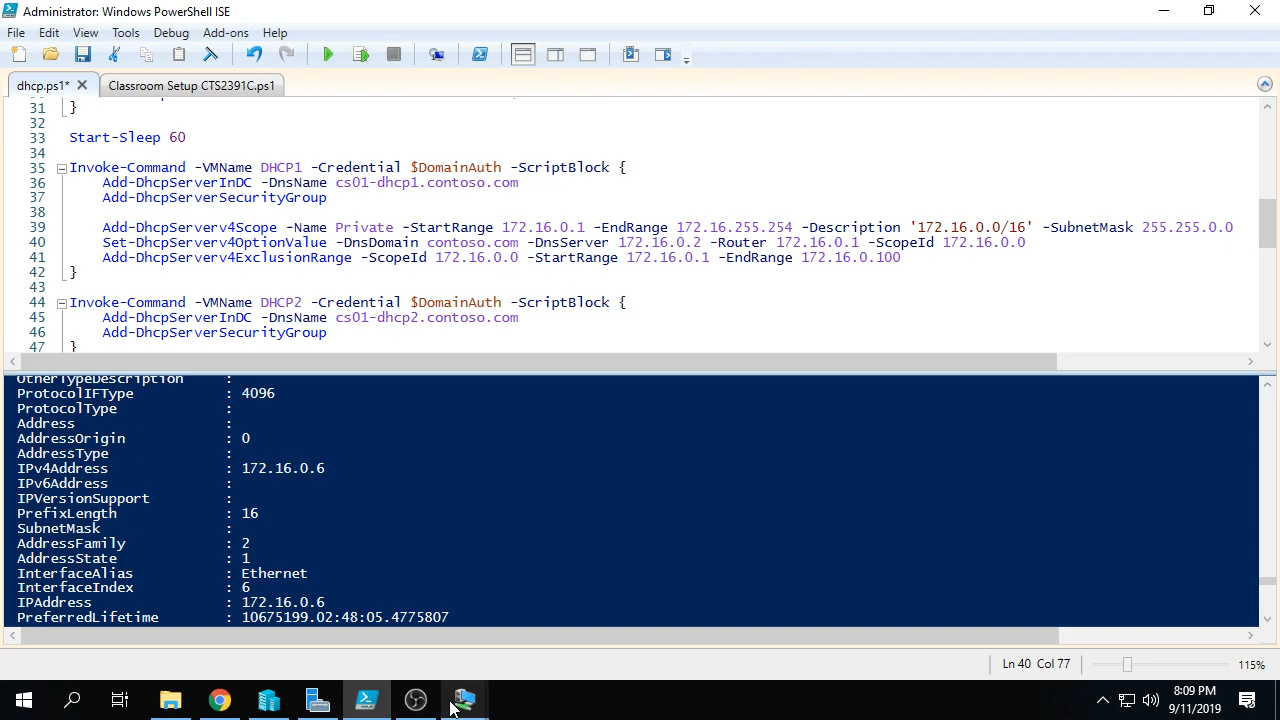 Administrator: Windows PowerShell ISE
File Edit View Tools Debug Add-ons Help
dhcp.ps1* Classroom Setup CTS2391C.ps1
31 }
32
33 Start-Sleep 60
34
35 Invoke-Command -VMName DHCP1 -Credential $DomainAuth -ScriptBlock {
36 Add-DhcpServerInDC -DnsName cs01-dhcp1.contoso.com
37 Add-DhcpServerSecurityGroup
38
39 Add-DhcpServerv4Scope -Name Private -StartRange 172.16.0.1 -EndRange 172.16.255.254 -Description '172.16.0.0/16' -SubnetMask 255.255.0.0
40 Set-DhcpServerv4OptionValue -DnsDomain contoso.com -DnsServer 172.16.0.2 -Router 172.16.0.1 -ScopeId 172.16.0.0
41 Add-DhcpServerv4ExclusionRange -ScopeId 172.16.0.0 -StartRange 172.16.0.1 -EndRange 172.16.0.100
42 }
43
44 Invoke-Command -VMName DHCP2 -Credential $DomainAuth -ScriptBlock {
45 Add-DhcpServerInDC -DnsName cs01-dhcp2.contoso.com
46 Add-DhcpServerSecurityGroup
47 }
OtherTypeDescription :
ProtocolIFType : 4096
ProtocolType :
Address :
AddressOrigin : 0
AddressType :
IPv4Address : 172.16.0.6
IPv6Address :
IPVersionSupport :
PrefixLength : 16
SubnetMask :
AddressFamily : 2
AddressState : 1
InterfaceAlias : Ethernet
InterfaceIndex : 6
IPAddress : 172.16.0.6
PreferredLifetime : 10675199.02:48:05.4775807
Ln 40 Col 77 115%
8:09 PM
9/11/2019